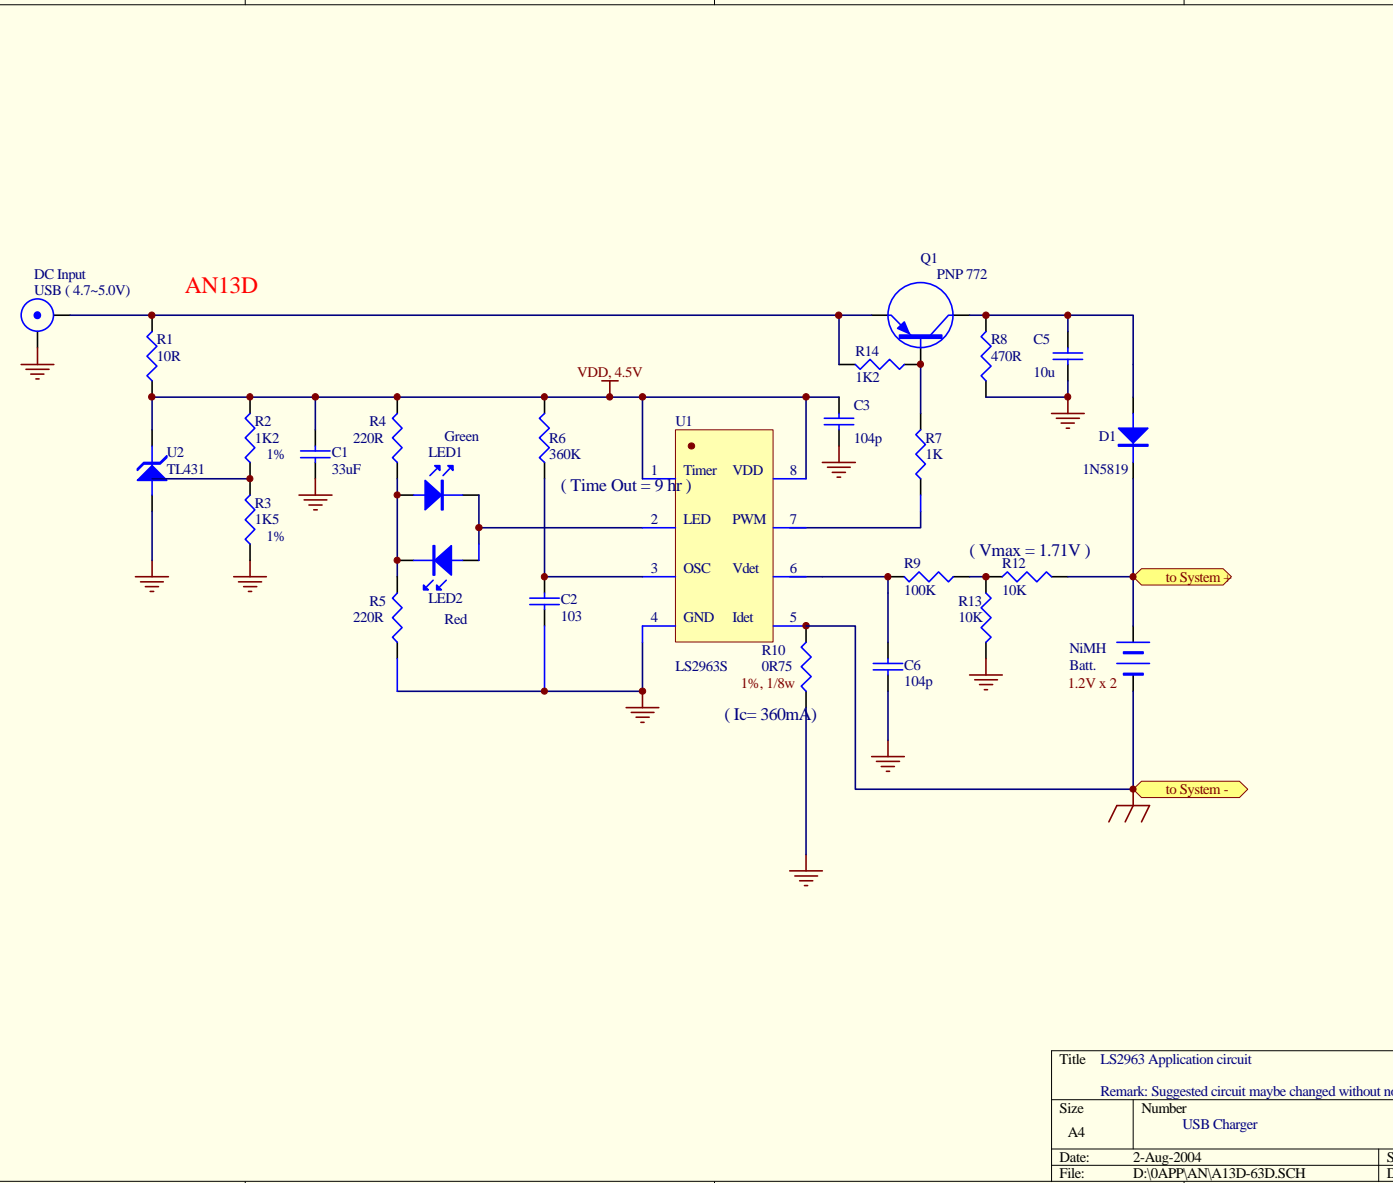 Q1
PNP 772
DC Input
USB ( 4.7~5.0V)
AN13D
R1
10R
R14
1K2
R8
470R
C5
10u
VDD, 4.5V
C3
104p
R2
1K2
1%
C1
33uF
U2
TL431
R3
1K5
1%
R4
220R
Green
LED1
R6
360K
U1
R7
1K
D1
1N5819
1
Timer
VDD
8
( Time Out = 9 hr )
2
LED
PWM
7
3
OSC
Vdet
6
4
GND
Idet
5
( Vmax = 1.71V )
R9
100K
R12
10K
R13
10K
to System +
LED2
Red
R5
220R
C2
103
LS2963S
R10
0R75
1%, 1/8w
( Ic= 360mA)
C6
104p
NiMH
Batt.
1.2V x 2
to System -
Title LS2963 Application circuit
Remark: Suggested circuit maybe changed without
Size
Number
A4
USB Charger
Date: 2-Aug-2004
File: D:\0APP\AN\A13D-63D.SCH